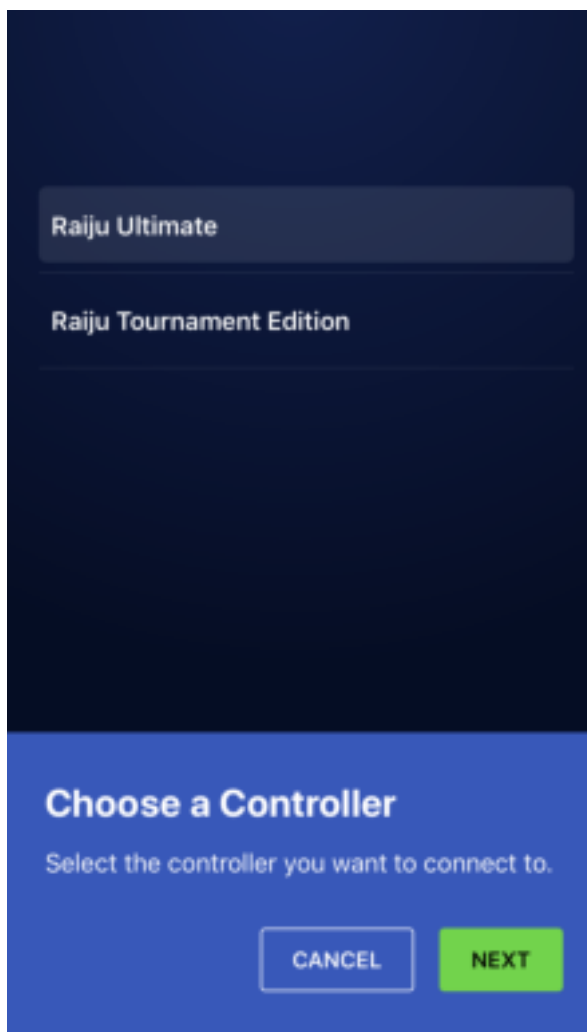 Raiju Ultimate
Raiju Tournament Edition
Choose a Controller
Select the controller you want to connect to.
CANCEL
NEXT